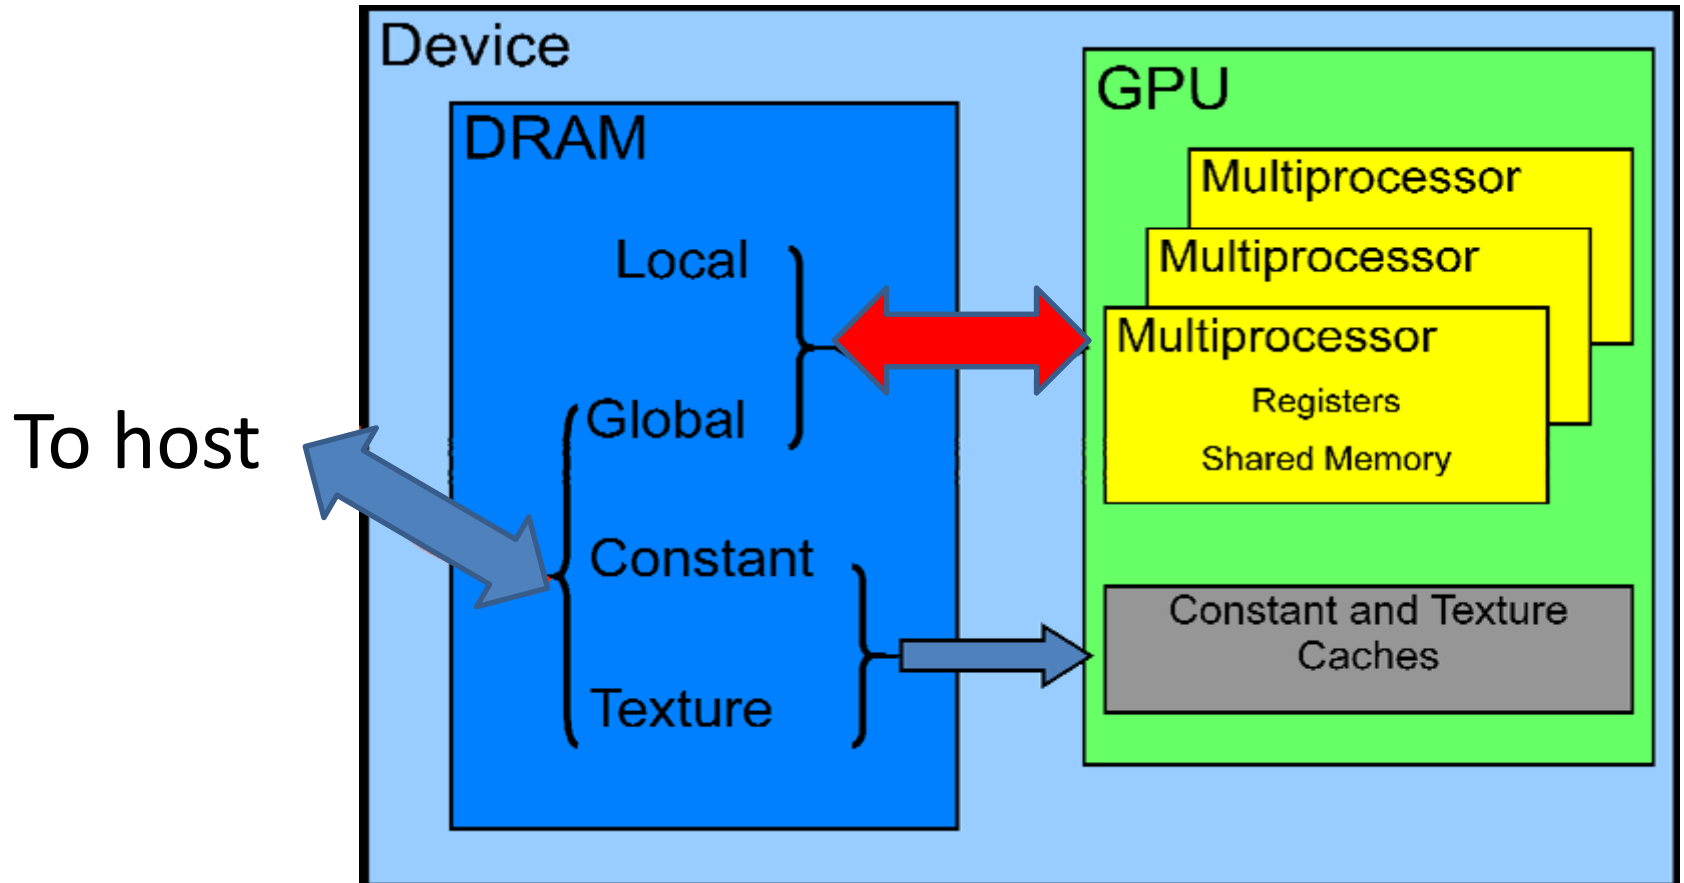 Device
DRAM
Local
Global
Constant
Texture
To host
GPU
Multiprocessor
Multiprocessor
Multiprocessor
Registers
Shared Memory
Constant and Texture
Caches